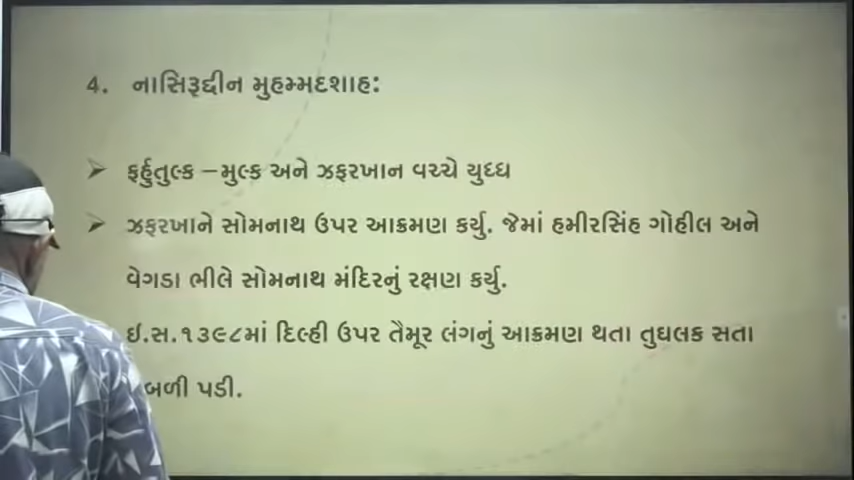 4. નાસિરૂદ્દીન મુહમ્મદશાહ:
➢ ફર્હુતુલ્ક – મુલ્ક અને ઝફરખાન વચ્ચે યુધ્ધ
➢ ઝફરખાને સોમનાથ ઉપર આક્રમણ કર્યુ. જેમાં હમીરસિંહ ગોહીલ અને
વેગડા ભીલે સોમનાથ મંદિરનું રક્ષણ કર્યુ.
ઇ.સ.૧૩૯૮માં દિલ્હી ઉપર તૈમૂર લંગનું આક્રમણ થતા તુઘલક સતા
બળી પડી.